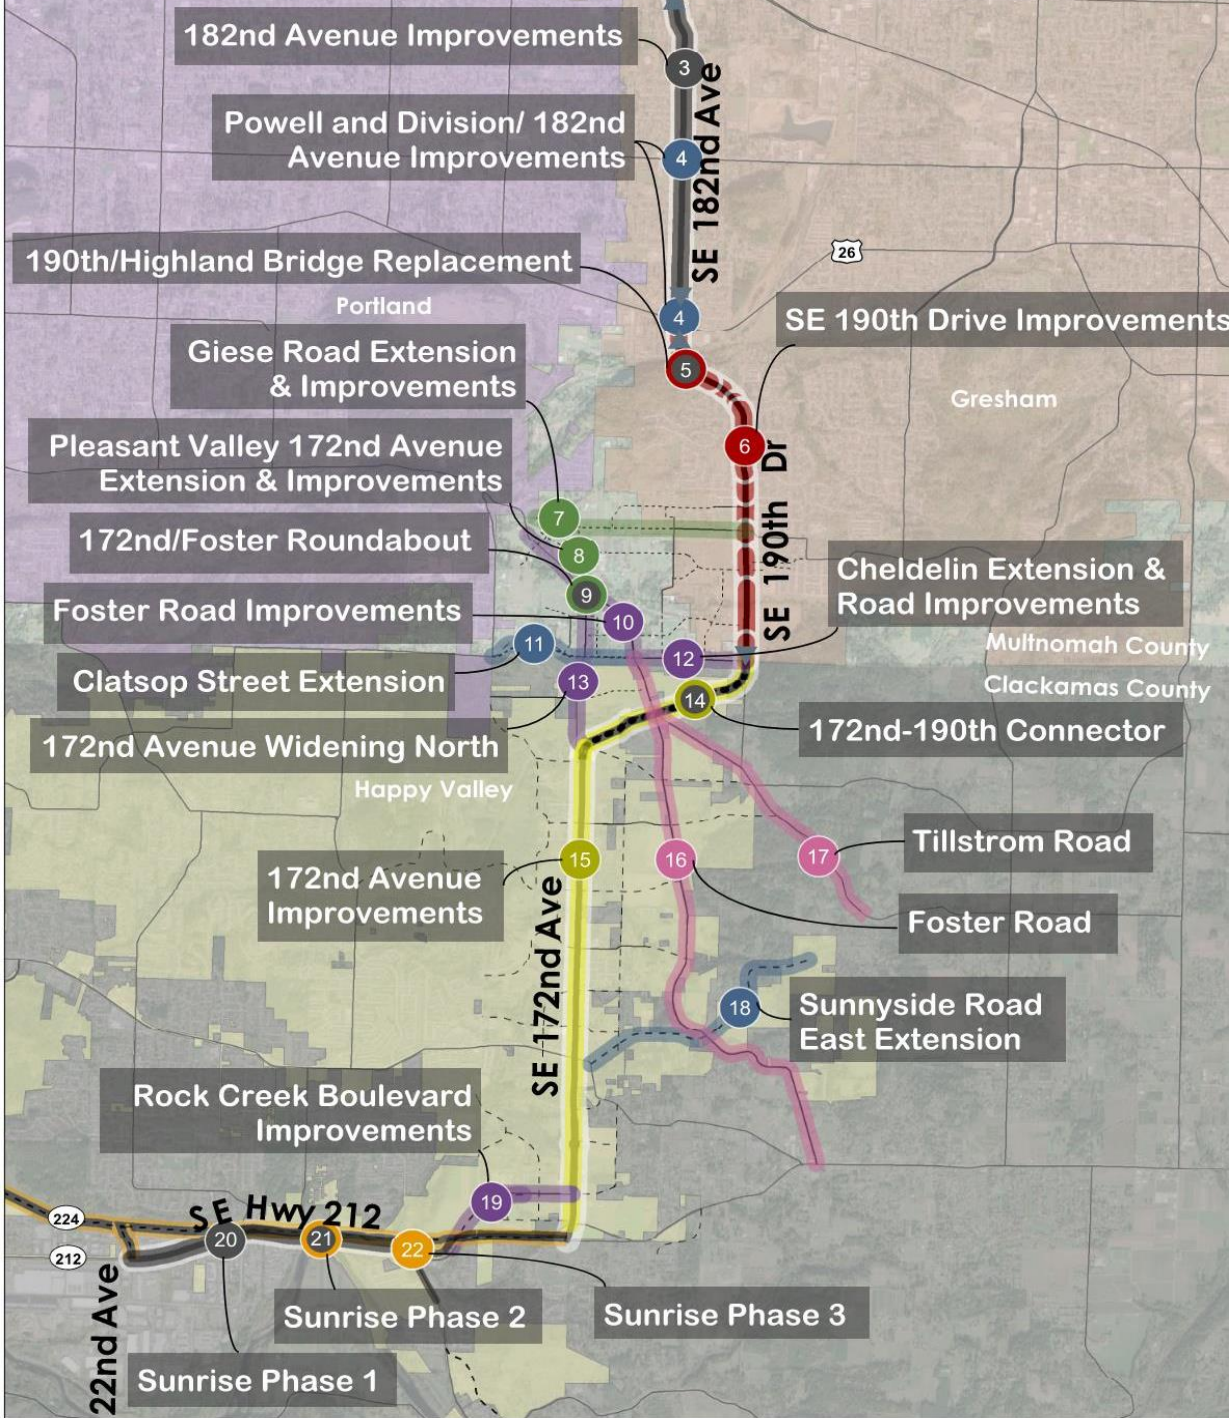 182nd Avenue Improvements
3
SE 182nd Ave
Powell and Division/ 182nd
Avenue Improvements
4
26
190th/Highland Bridge Replacement
Portland
4
SE 190th Drive Improvements
Giese Road Extension
& Improvements
5
Gresham
Pleasant Valley 172nd Avenue
Extension & Improvements
6
SE 190th Dr
7
172nd/Foster Roundabout
8
Cheldelin Extension &
Road Improvements
9
Foster Road Improvements
10
11
12
Multnomah County
Clackamas County
Clatsop Street Extension
13
14
172nd Avenue Widening North
172nd-190th Connector
Happy Valley
15
16
17
Tillstrom Road
172nd Avenue
Improvements
SE 172nd Ave
Foster Road
18
Sunnyside Road
East Extension
Rock Creek Boulevard
Improvements
19
SE Hwy 212
224
212
20
21
22
22nd Ave
Sunrise Phase 2
Sunrise Phase 3
Sunrise Phase 1